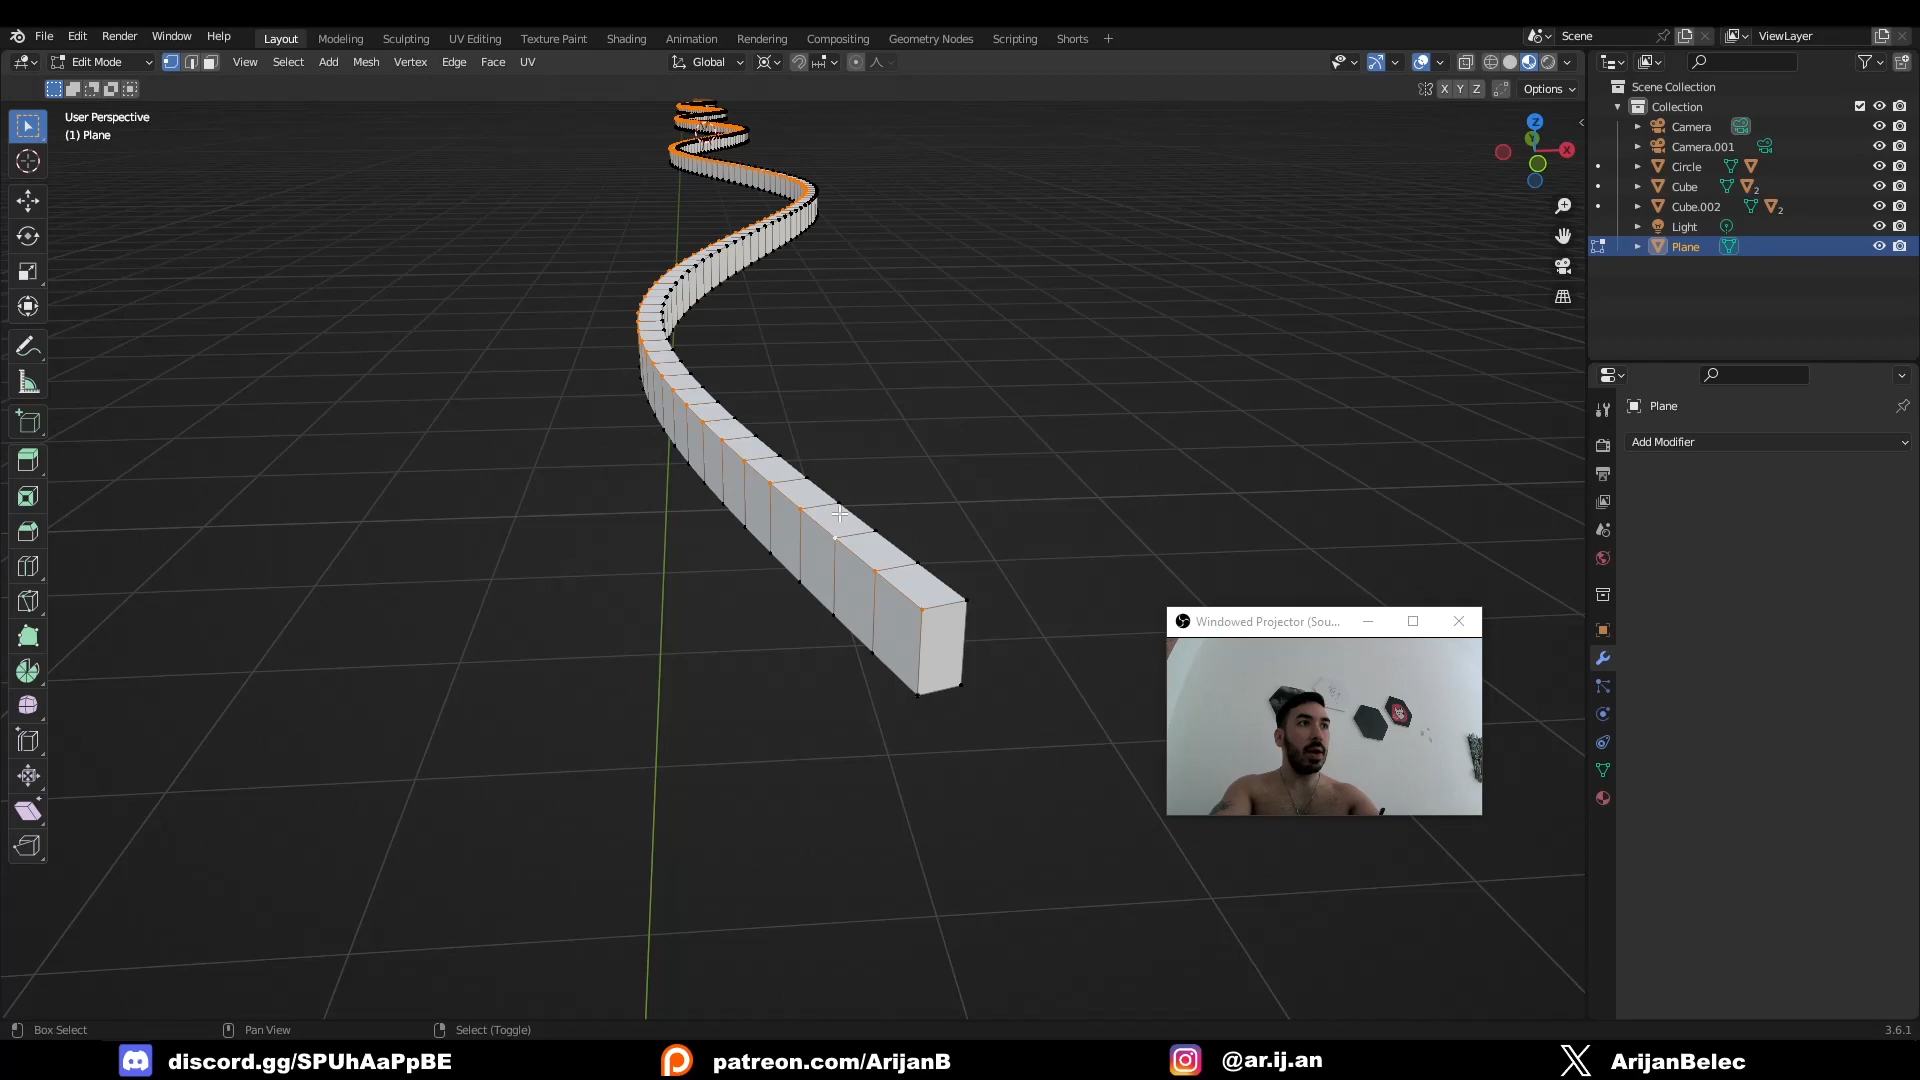 File Edit Render Window Help Layout Modeling Sculpting UV Editing Texture Paint Shading Animation Rendering Compositing Geometry Nodes Scripting Shorts + Scene ViewLayer
Edit Mode View Select Add Mesh Vertex Edge Face UV Global
X Y Z Options
User Perspective
(1) Plane
Z
Y
X
Scene Collection
Collection
Camera
Camera.001
Circle
Cube 2
Cube.002 2
Light
Plane
Plane
Add Modifier
Windowed Projector (Sou...
Box Select Pan View Select (Toggle) 3.6.1
discord.gg/SPUhAaPpBE patreon.com/ArijanB @ar.ij.an ArijanBelec